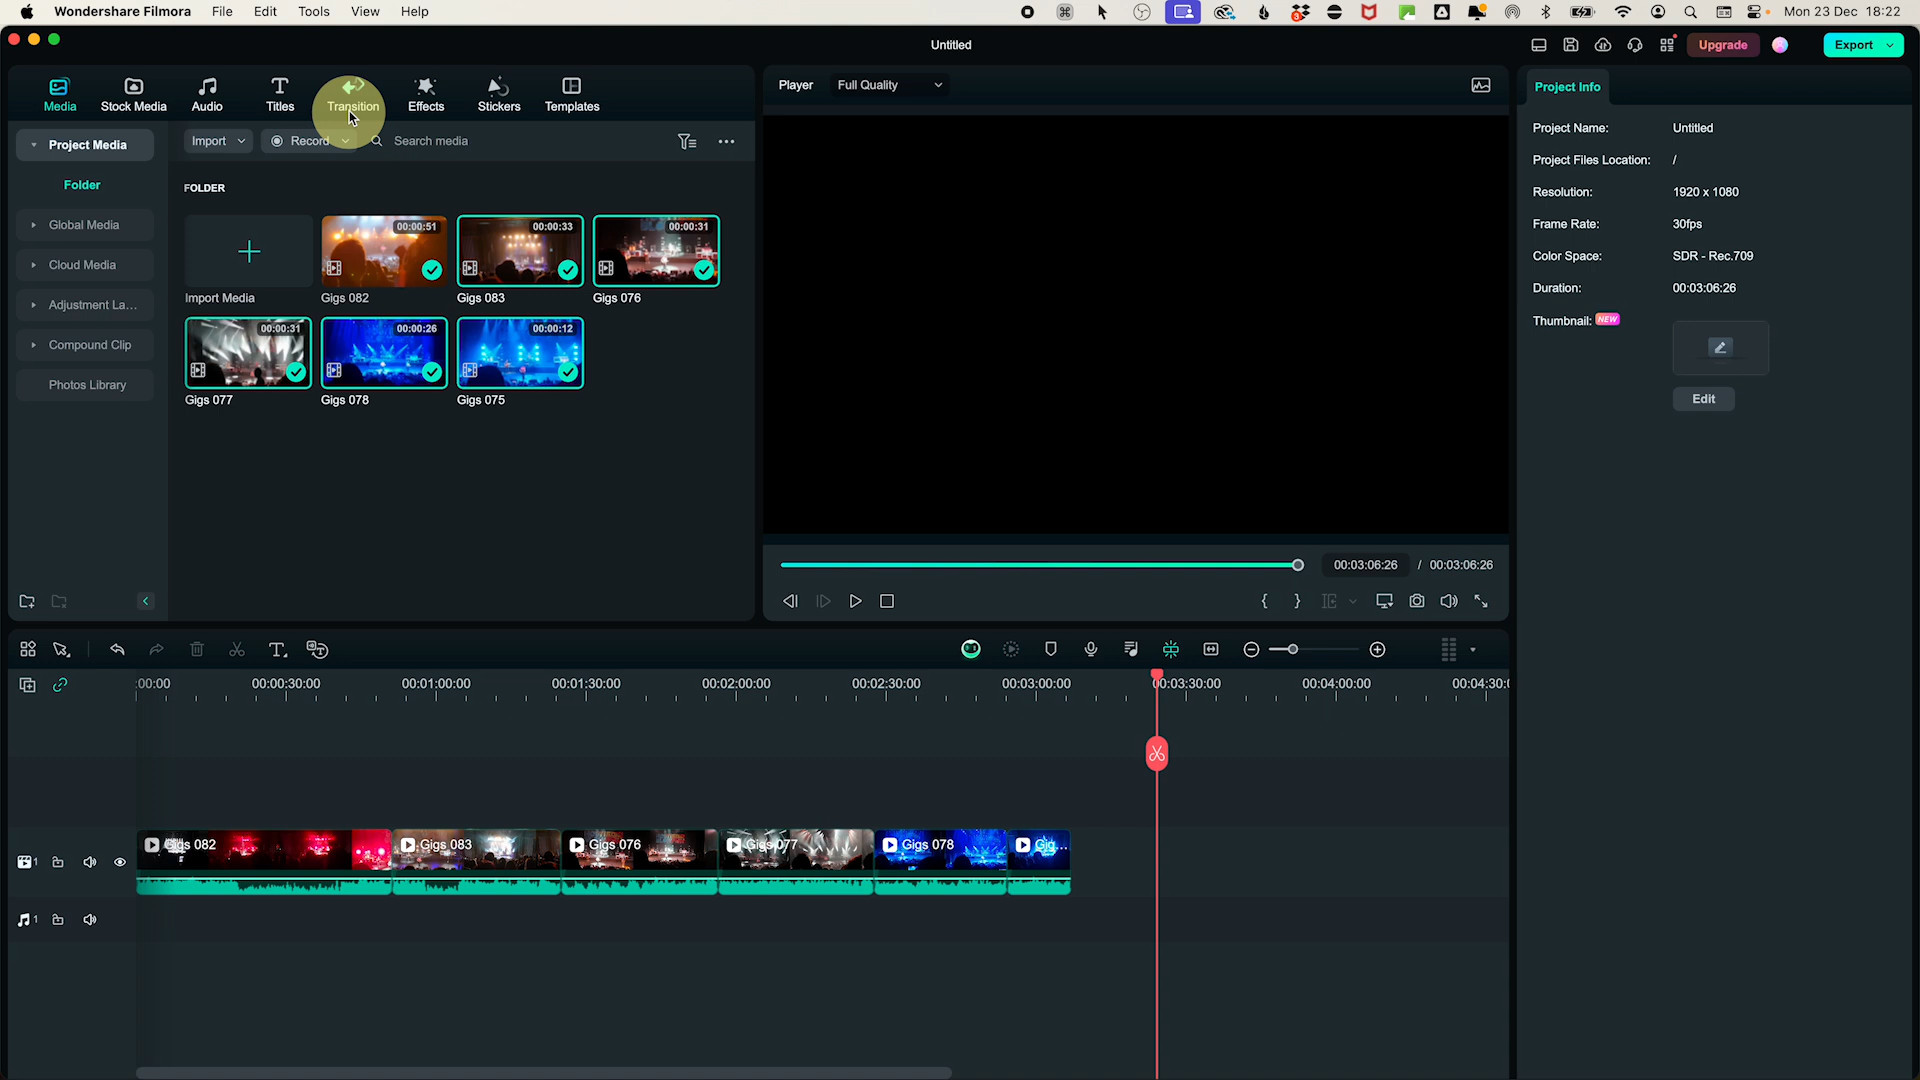 Wondershare Filmora File Edit Tools View Help
3
Mon 23 Dec 18:22
Untitled
Upgrade
Export
Media Stock Media Audio Titles Transition Effects Stickers Templates
Player Full Quality
Project Info
Project Media
Folder
Global Media
Cloud Media
Adjustment La...
Compound Clip
Photos Library
Import Record Search media
FOLDER
00:00:51 00:00:33 00:00:31
Import Media Gigs 082 Gigs 083 Gigs 076
00:00:31 00:00:26 00:00:12
Gigs 077 Gigs 078 Gigs 075
00:03:06:26 / 00:03:06:26
Project Name: Untitled
Project Files Location: /
Resolution: 1920 x 1080
Frame Rate: 30fps
Color Space: SDR - Rec.709
Duration: 00:03:06:26
Thumbnail: NEW
Edit
:00:00 00:00:30:00 00:01:00:00 00:01:30:00 00:02:00:00 00:02:30:00 00:03:00:00 00:03:30:00 00:04:00:00 00:04:30:
Gigs 082 Gigs 083 Gigs 076 Gigs 077 Gigs 078 Gig...
1
1